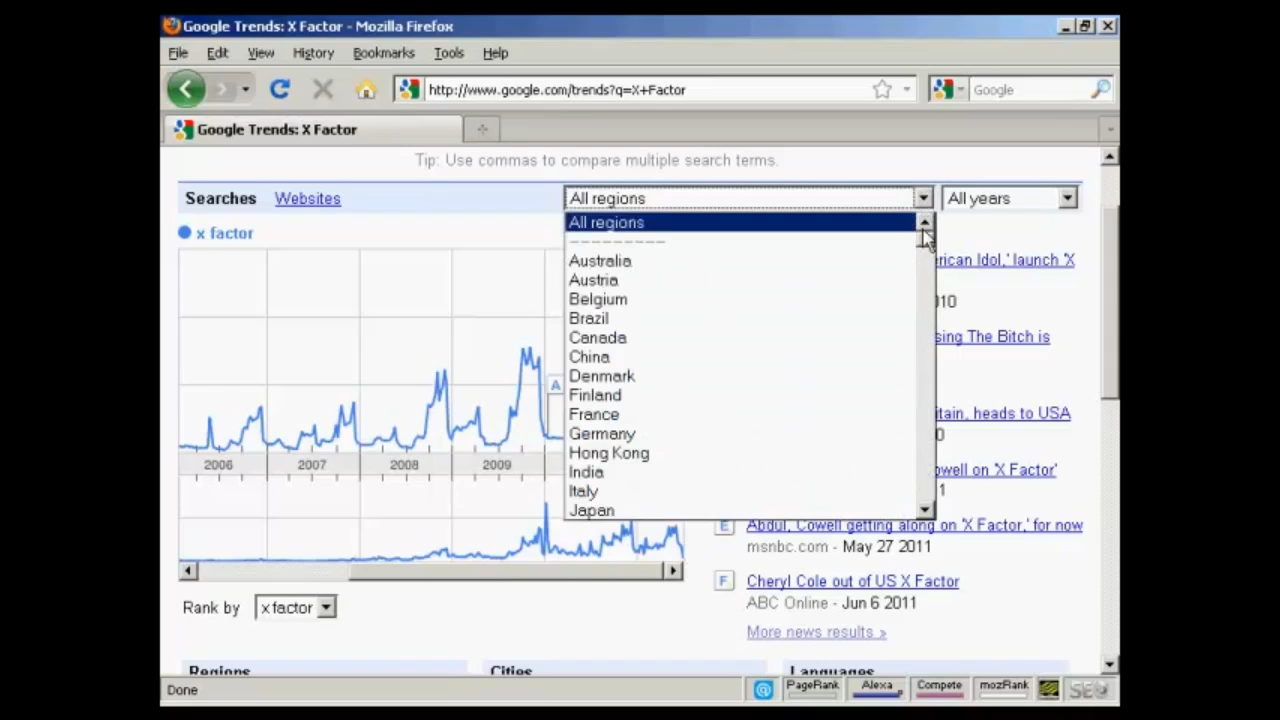 Google Trends: X Factor - Mozilla Firefox
File Edit View History Bookmarks Tools Help
http://www.google.com/trends?q=X+Factor
Google
Google Trends: X Factor
Tip: Use commas to compare multiple search terms.
Searches Websites All regions All years
x factor
All regions
---------
Australia
Austria
Belgium
Brazil
Canada
China
Denmark
Finland
France
Germany
Hong Kong
India
Italy
Japan
A
2006 2007 2008 2009
rican Idol,' launch 'X
10
sing The Bitch is
itain, heads to USA
0
owell on 'X Factor'
1
E Abdul, Cowell getting along on 'X Factor,' for now
msnbc.com - May 27 2011
F Cheryl Cole out of US X Factor
ABC Online - Jun 6 2011
More news results »
Rank by x factor
Regions Cities Languages
Done PageRank Alexa Compete mozRank SEO